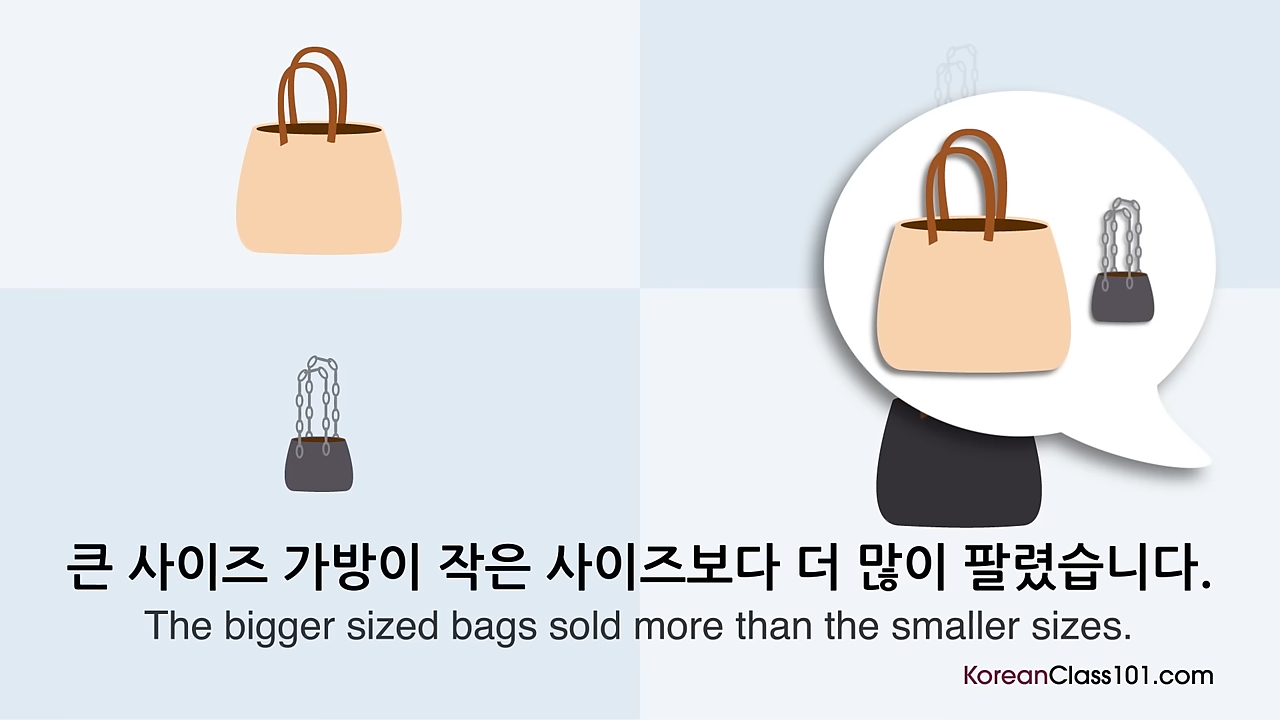 큰 사이즈 가방이 작은 사이즈보다 더 많이 팔렸습니다.
The bigger sized bags sold more than the smaller sizes.
KoreanClass101.com